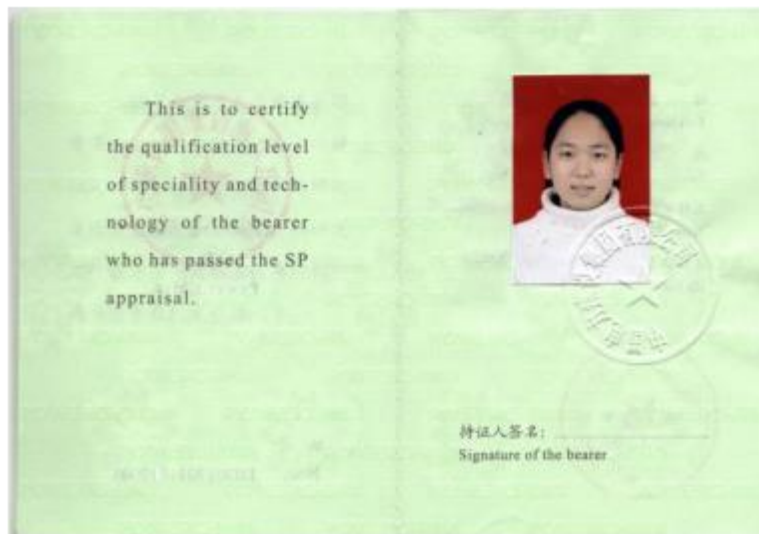 This is to certify
the qualification level
of speciality and tech-
nology of the bearer
who has passed the SP
appraisal.
持证人签名:
Signature of the bearer